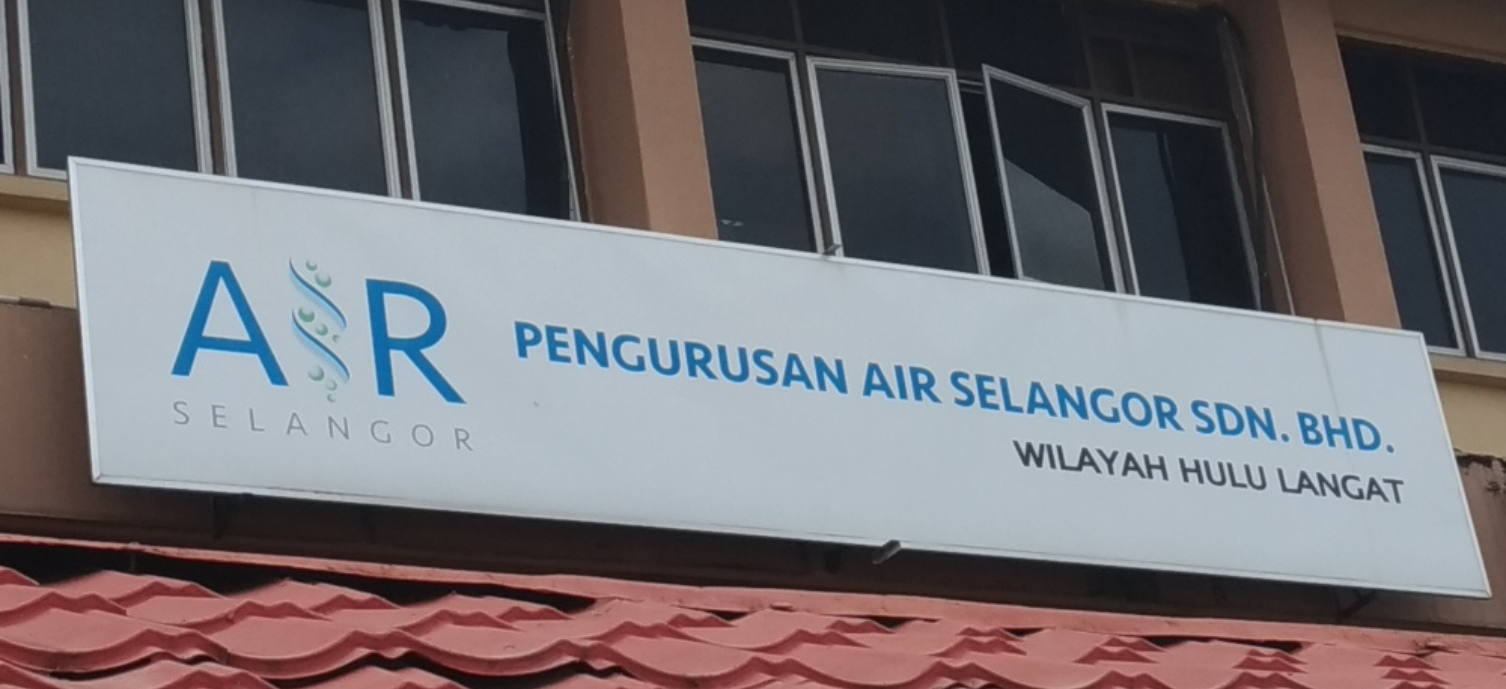 AIR
SELANGOR
PENGURUSAN AIR SELANGOR SDN. BHD.
WILAYAH HULU LANGAT